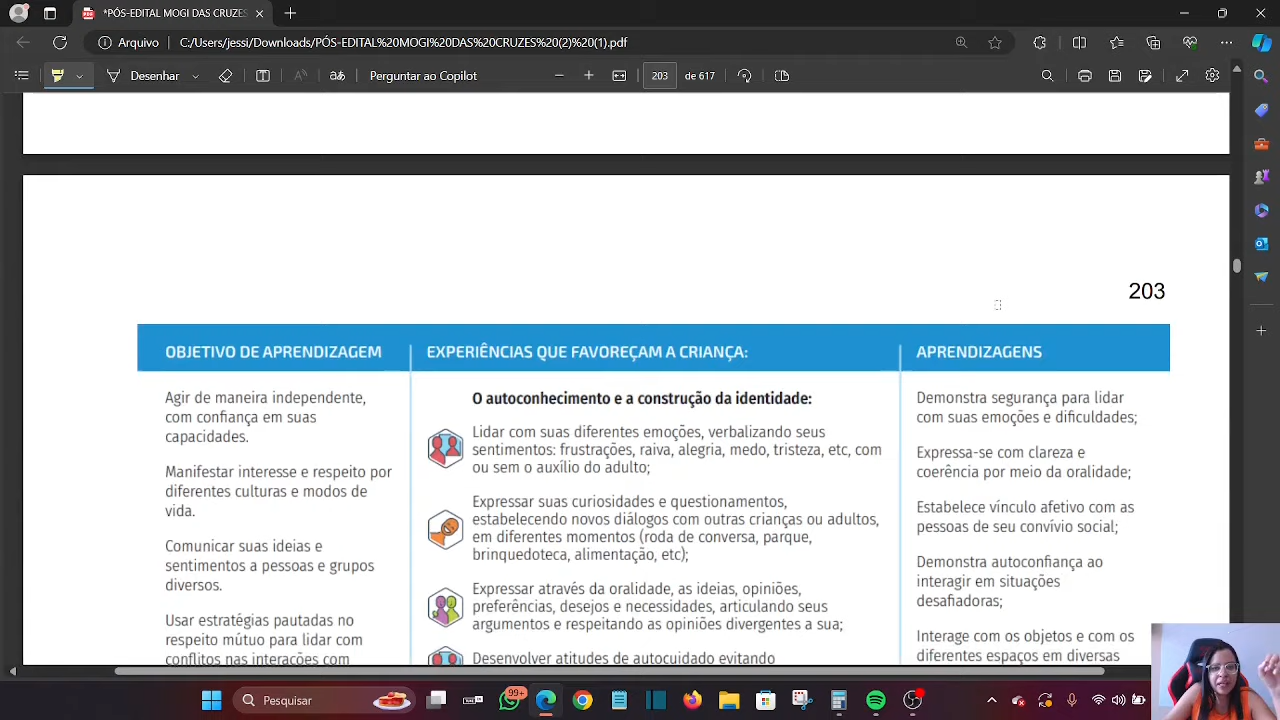 *PÓS-EDITAL MOGI DAS CRUZES
Arquivo
C:/Users/jessi/Downloads/PÓS-EDITAL%20MOGI%20DAS%20CRUZES%20(2)%20(1).pdf
Desenhar
Perguntar ao Copilot
203
de 617
203
OBJETIVO DE APRENDIZAGEM
EXPERIÊNCIAS QUE FAVOREÇAM A CRIANÇA:
APRENDIZAGENS
Agir de maneira independente,
com confiança em suas
capacidades.
Manifestar interesse e respeito por
diferentes culturas e modos de
vida.
Comunicar suas ideias e
sentimentos a pessoas e grupos
diversos.
Usar estratégias pautadas no
respeito mútuo para lidar com
conflitos nas interações com
O autoconhecimento e a construção da identidade:
Lidar com suas diferentes emoções, verbalizando seus
sentimentos: frustrações, raiva, alegria, medo, tristeza, etc, com
ou sem o auxílio do adulto;
Expressar suas curiosidades e questionamentos,
estabelecendo novos diálogos com outras crianças ou adultos,
em diferentes momentos (roda de conversa, parque,
brinquedoteca, alimentação, etc);
Expressar através da oralidade, as ideias, opiniões,
preferências, desejos e necessidades, articulando seus
argumentos e respeitando as opiniões divergentes a sua;
Desenvolver atitudes de autocuidado evitando
Demonstra segurança para lidar
com suas emoções e dificuldades;
Expressa-se com clareza e
coerência por meio da oralidade;
Estabelece vínculo afetivo com as
pessoas de seu convívio social;
Demonstra autoconfiança ao
interagir em situações
desafiadoras;
Interage com os objetos e com os
diferentes espaços em diversas
Pesquisar
99+